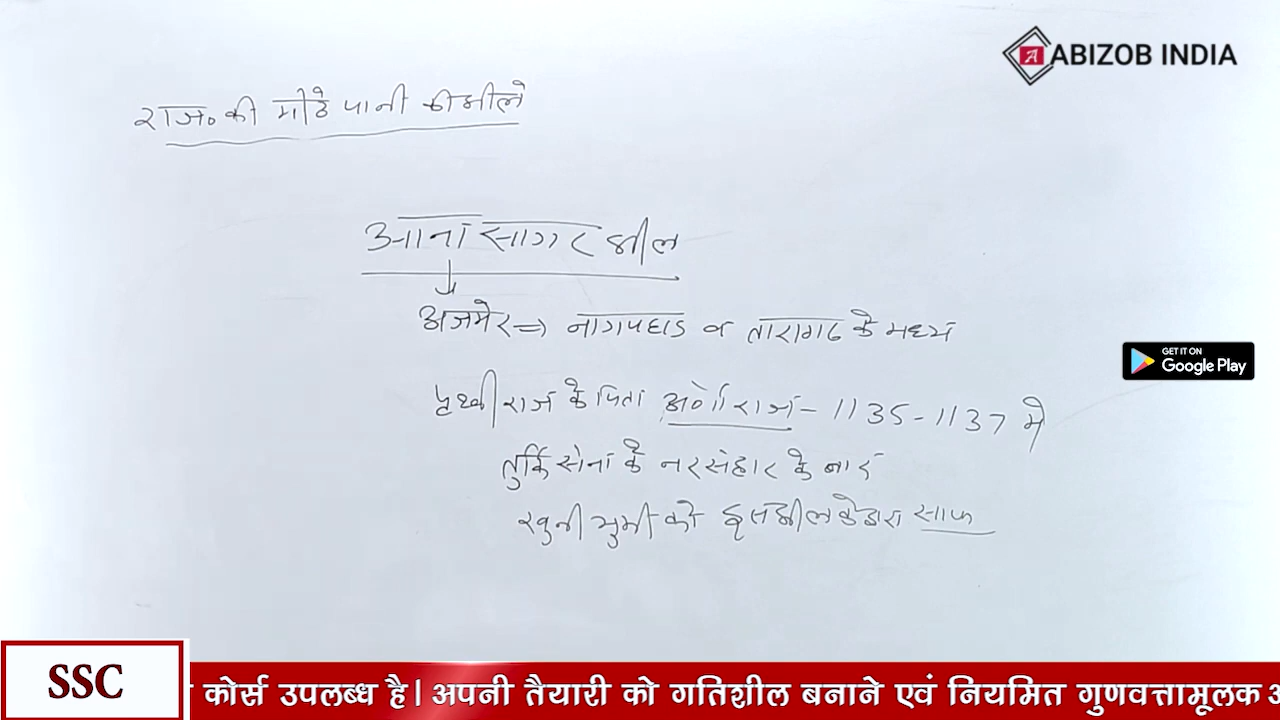 ABIZOB INDIA
राज० की मीठे पानी की झीले
आना सागर झील
अजमेर => नागपहाड व तारागढ के मध्य
GET IT ON
Google Play
पृथ्वीराज के पिता अर्णोराज - 1135-1137 मे
तुर्कि सेना के नरसंहार के बाद
खुनी भुमी को इस झील के द्वारा साफ
SSC
कोर्स उपलब्ध है। अपनी तैयारी को गतिशील बनाने एवं नियमित गुणवत्तामूलक